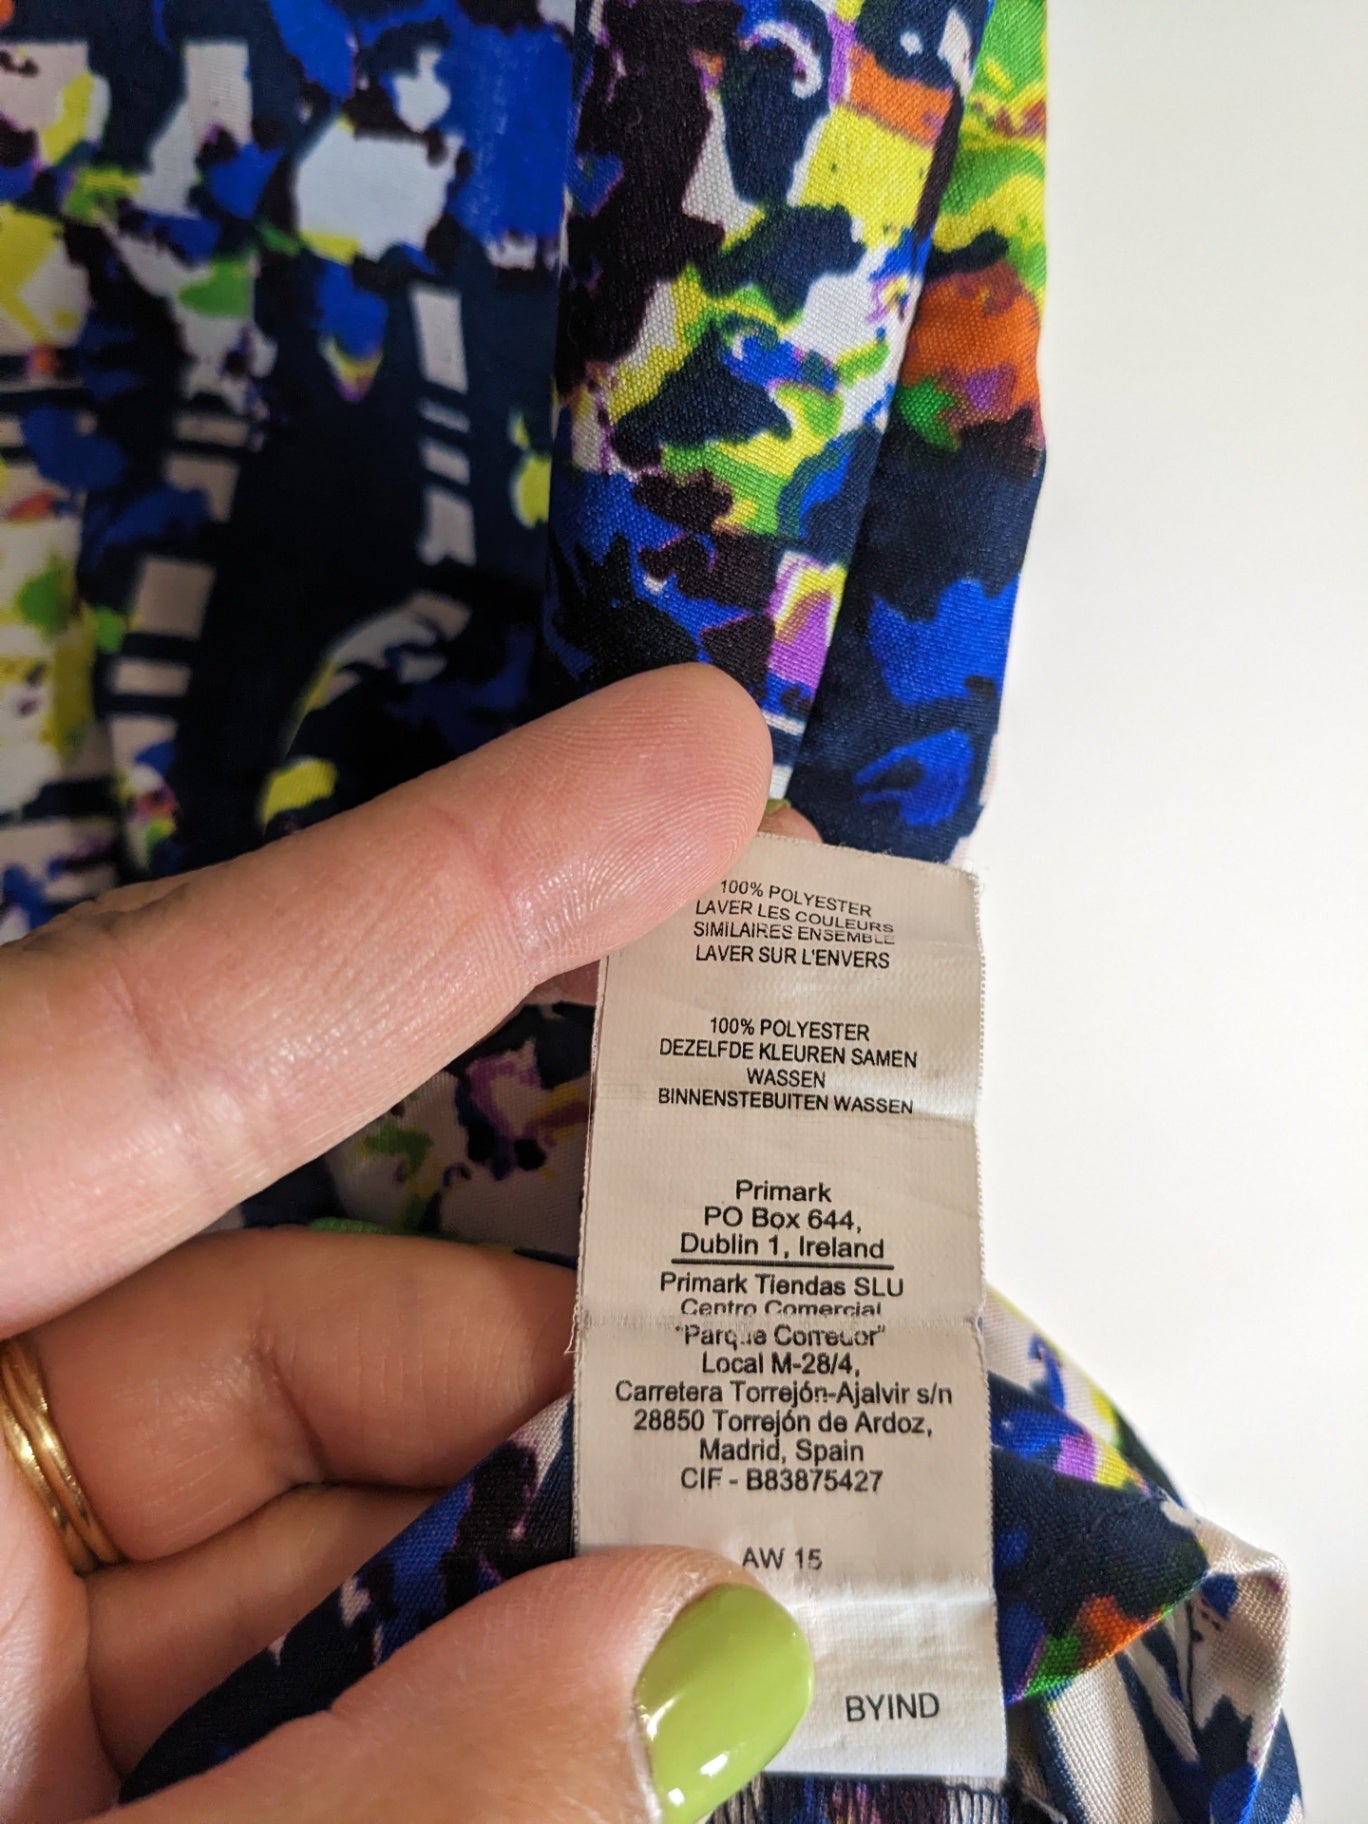 100% POLYESTER
LAVER LES COULEURS
SIMILAIRES ENSEMBLE
LAVER SUR L'ENVERS
100% POLYESTER
DEZELFDE KLEUREN SAMEN
WASSEN
BINNENSTEBUITEN WASSEN
Primark
PO Box 644,
Dublin 1, Ireland
Primark Tiendas SLU
Centro Comercial
"Parque Corredor"
Local M-28/4,
Carretera Torrejón-Ajalvir s/n
28850 Torrejón de Ardoz,
Madrid, Spain
CIF - B83875427
AW 15
BYIND